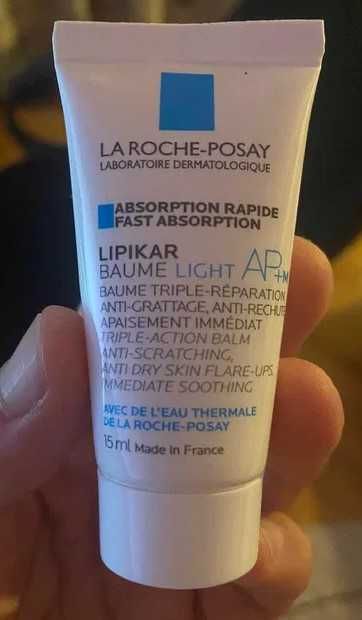 LA ROCHE-POSAY
LABORATOIRE DERMATOLOGIQUE
ABSORPTION RAPIDE
FAST ABSORPTION
LIPIKAR
BAUME LIGHT AP+M
BAUME TRIPLE-RÉPARATION
ANTI-GRATTAGE, ANTI-RECHUTE
APAISEMENT IMMÉDIAT
TRIPLE-ACTION BALM
ANTI-SCRATCHING,
ANTI DRY SKIN FLARE-UPS,
IMMEDIATE SOOTHING
AVEC DE L'EAU THERMALE
DE LA ROCHE-POSAY
15ml Made in France